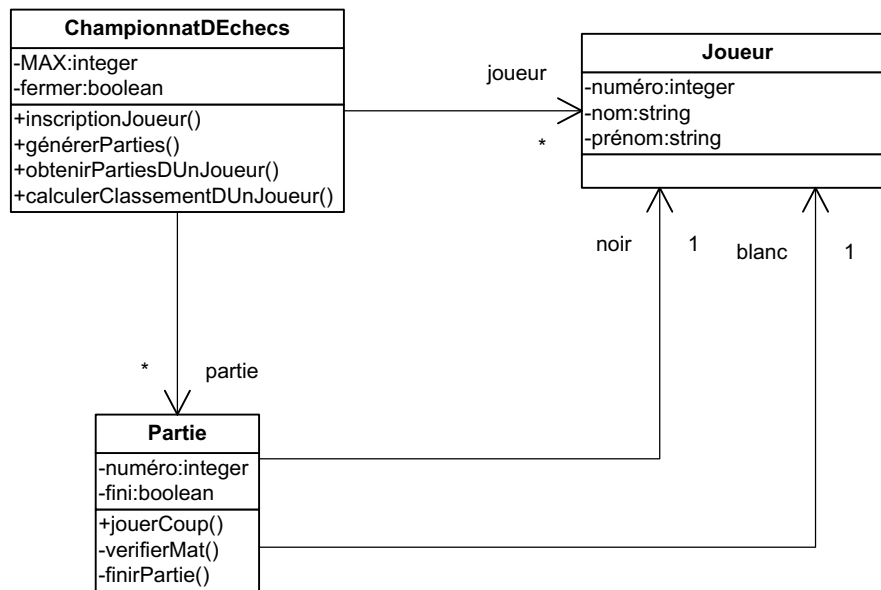 ChampionnatDEchecs
-MAX:integer
-fermer:boolean
+inscriptionJoueur()
+générerParties()
+obtenirPartiesDUnJoueur()
+calculerClassementDUnJoueur()
joueur
*
Joueur
-numéro:integer
-nom:string
-prénom:string
noir
1
blanc
1
*
partie
Partie
-numéro:integer
-fini:boolean
+jouerCoup()
-verifierMat()
-finirPartie()